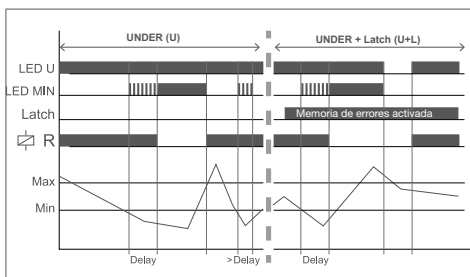 UNDER (U)
UNDER + Latch (U+L)
LED U
LED MIN
Latch
Memoria de errores activada
R
Max
Min
Delay
>Delay
Delay